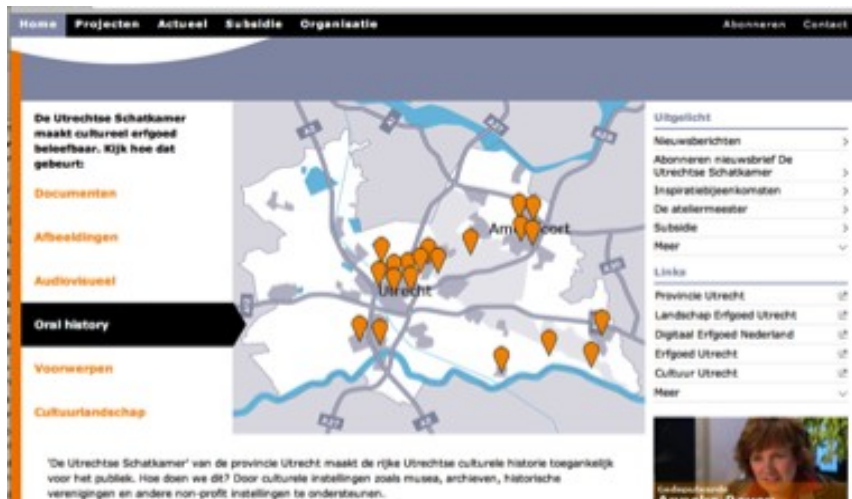 Home Projecten Actueel Subsidie Organisatie Abonneren Contact
De Utrechtse Schatkamer
maakt cultureel erfgoed
beleefbaar. Kijk hoe dat
gebeurt:
Documenten
Afbeeldingen
Audiovisueel
Oral history
Voorwerpen
Cultuurlandschap
Utrecht
Uitgelicht
Nieuwsberichten
Abonneren nieuwsbrief De
Utrechtse Schatkamer
Inspiratiebijeenkomsten
De ateliermeester
Subsidie
Meer
Links
Provincie Utrecht
Landschap Erfgoed Utrecht
Digitaal Erfgoed Nederland
Erfgoed Utrecht
Cultuur Utrecht
Meer
'De Utrechtse Schatkamer' van de provincie Utrecht maakt de rijke Utrechtse culturele historie toegankelijk
voor het publiek. Hoe doen we dit? Door culturele instellingen zoals musea, archieven, historische
verenigingen en andere non-profit instellingen te ondersteunen.
Gedeputeerde